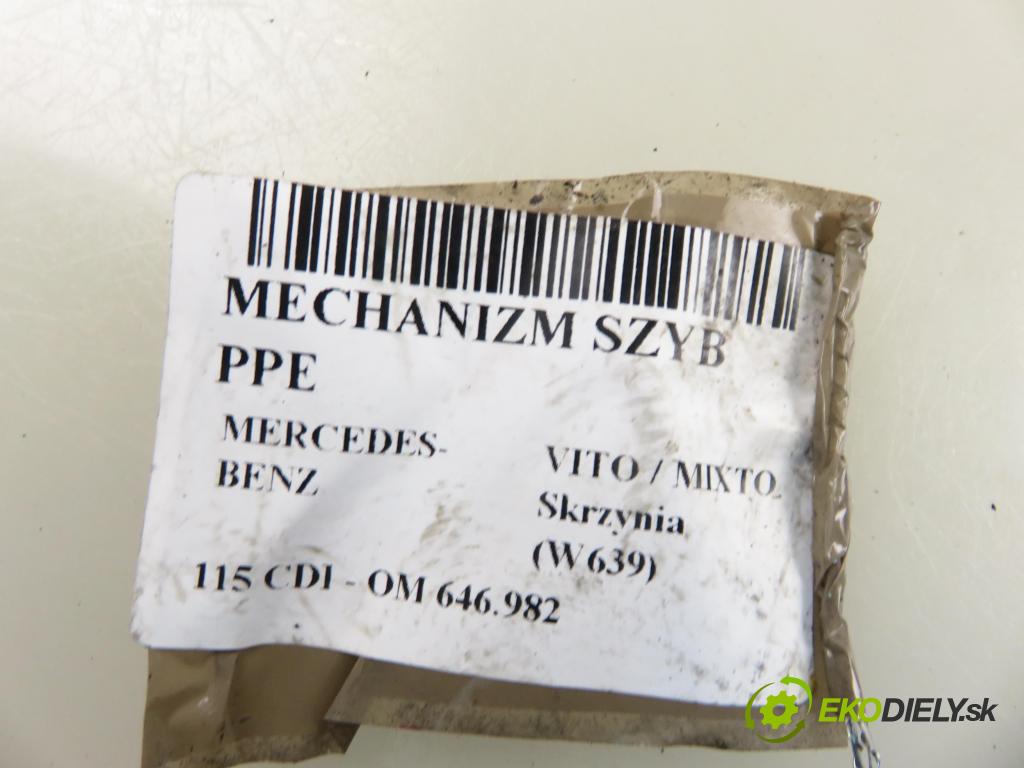 MECHANIZM SZYB
PPE
MERCEDES-
BENZ
VITO / MIXTO
Skrzynia
(W639)
115 CDI - OM 646.982
EKODIELY.sk